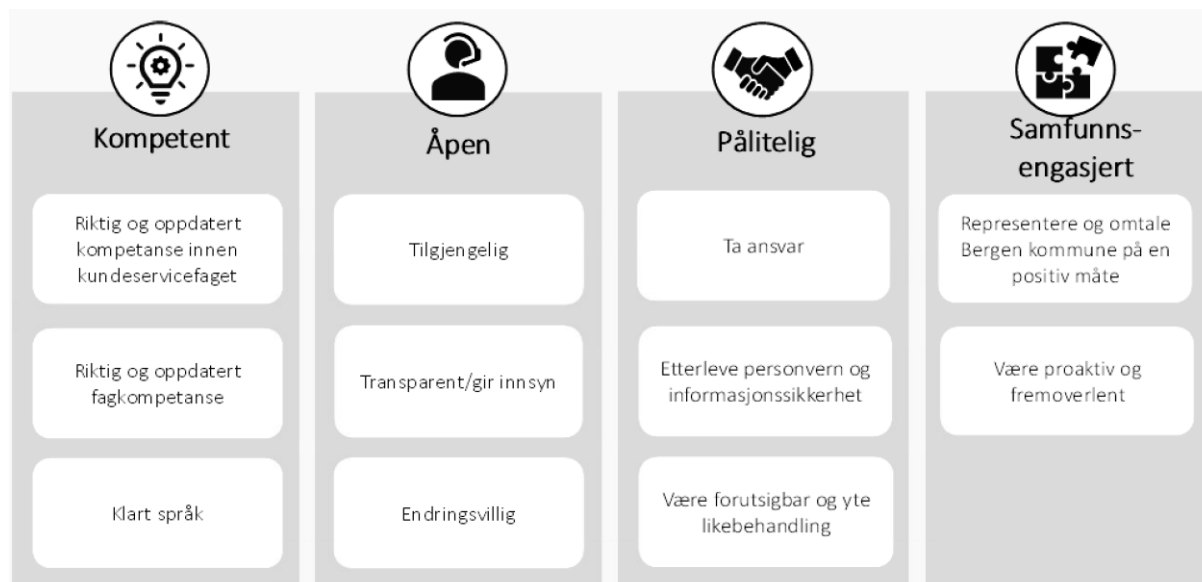 Kompetent
Riktig og oppdatert
kompetanse innen
kundeservicefaget
Riktig og oppdatert
fagkompetanse
Klart språk
Åpen
Tilgjengelig
Transparent/gir innsyn
Endringsvillig
Pålitelig
Ta ansvar
Etterleve personvern og
informasjonssikkerhet
Være forutsigbar og yte
likebehandling
Samfunns-
engasjert
Representere og omtale
Bergen kommune på en
positiv måte
Være proaktiv og
fremoverlent